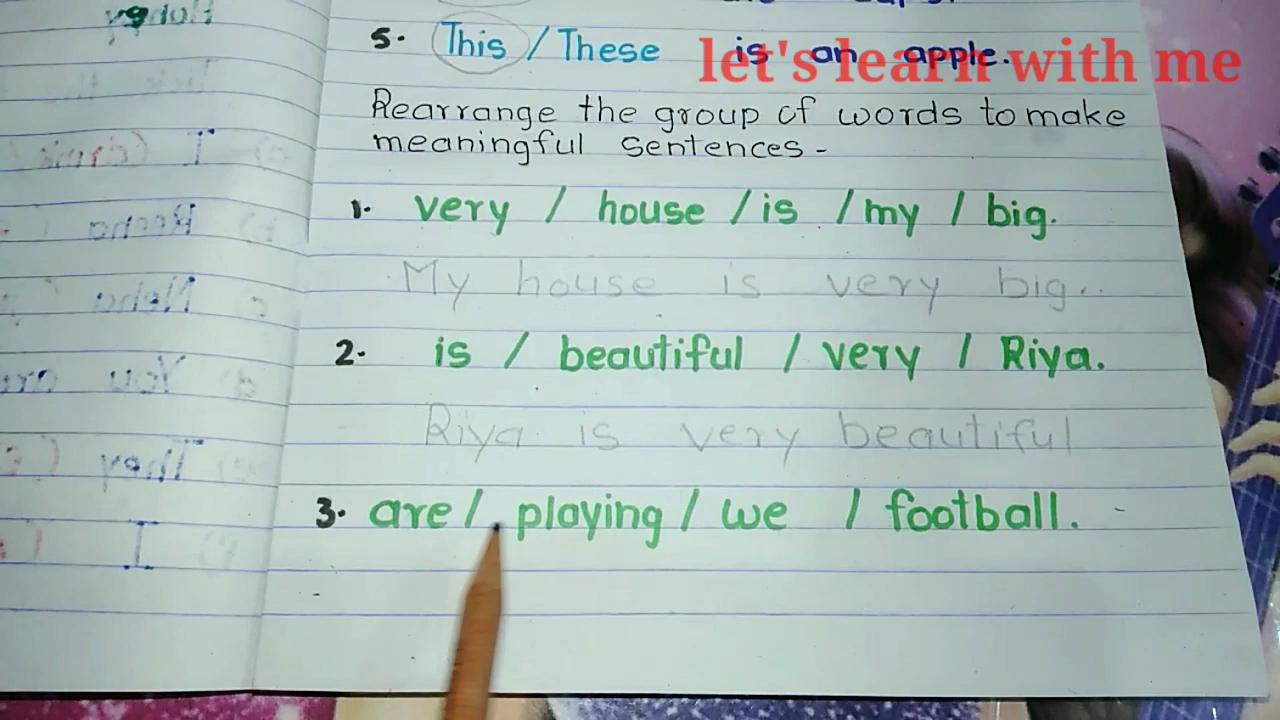 5. This / These is an apple.
let's learn with me
Rearrange the group of words to make
meaningful sentences -
1. very / house / is / my / big.
My house is very big..
2. is / beautiful / very / Riya.
Riya is very beautiful
3. are / playing / we / football.